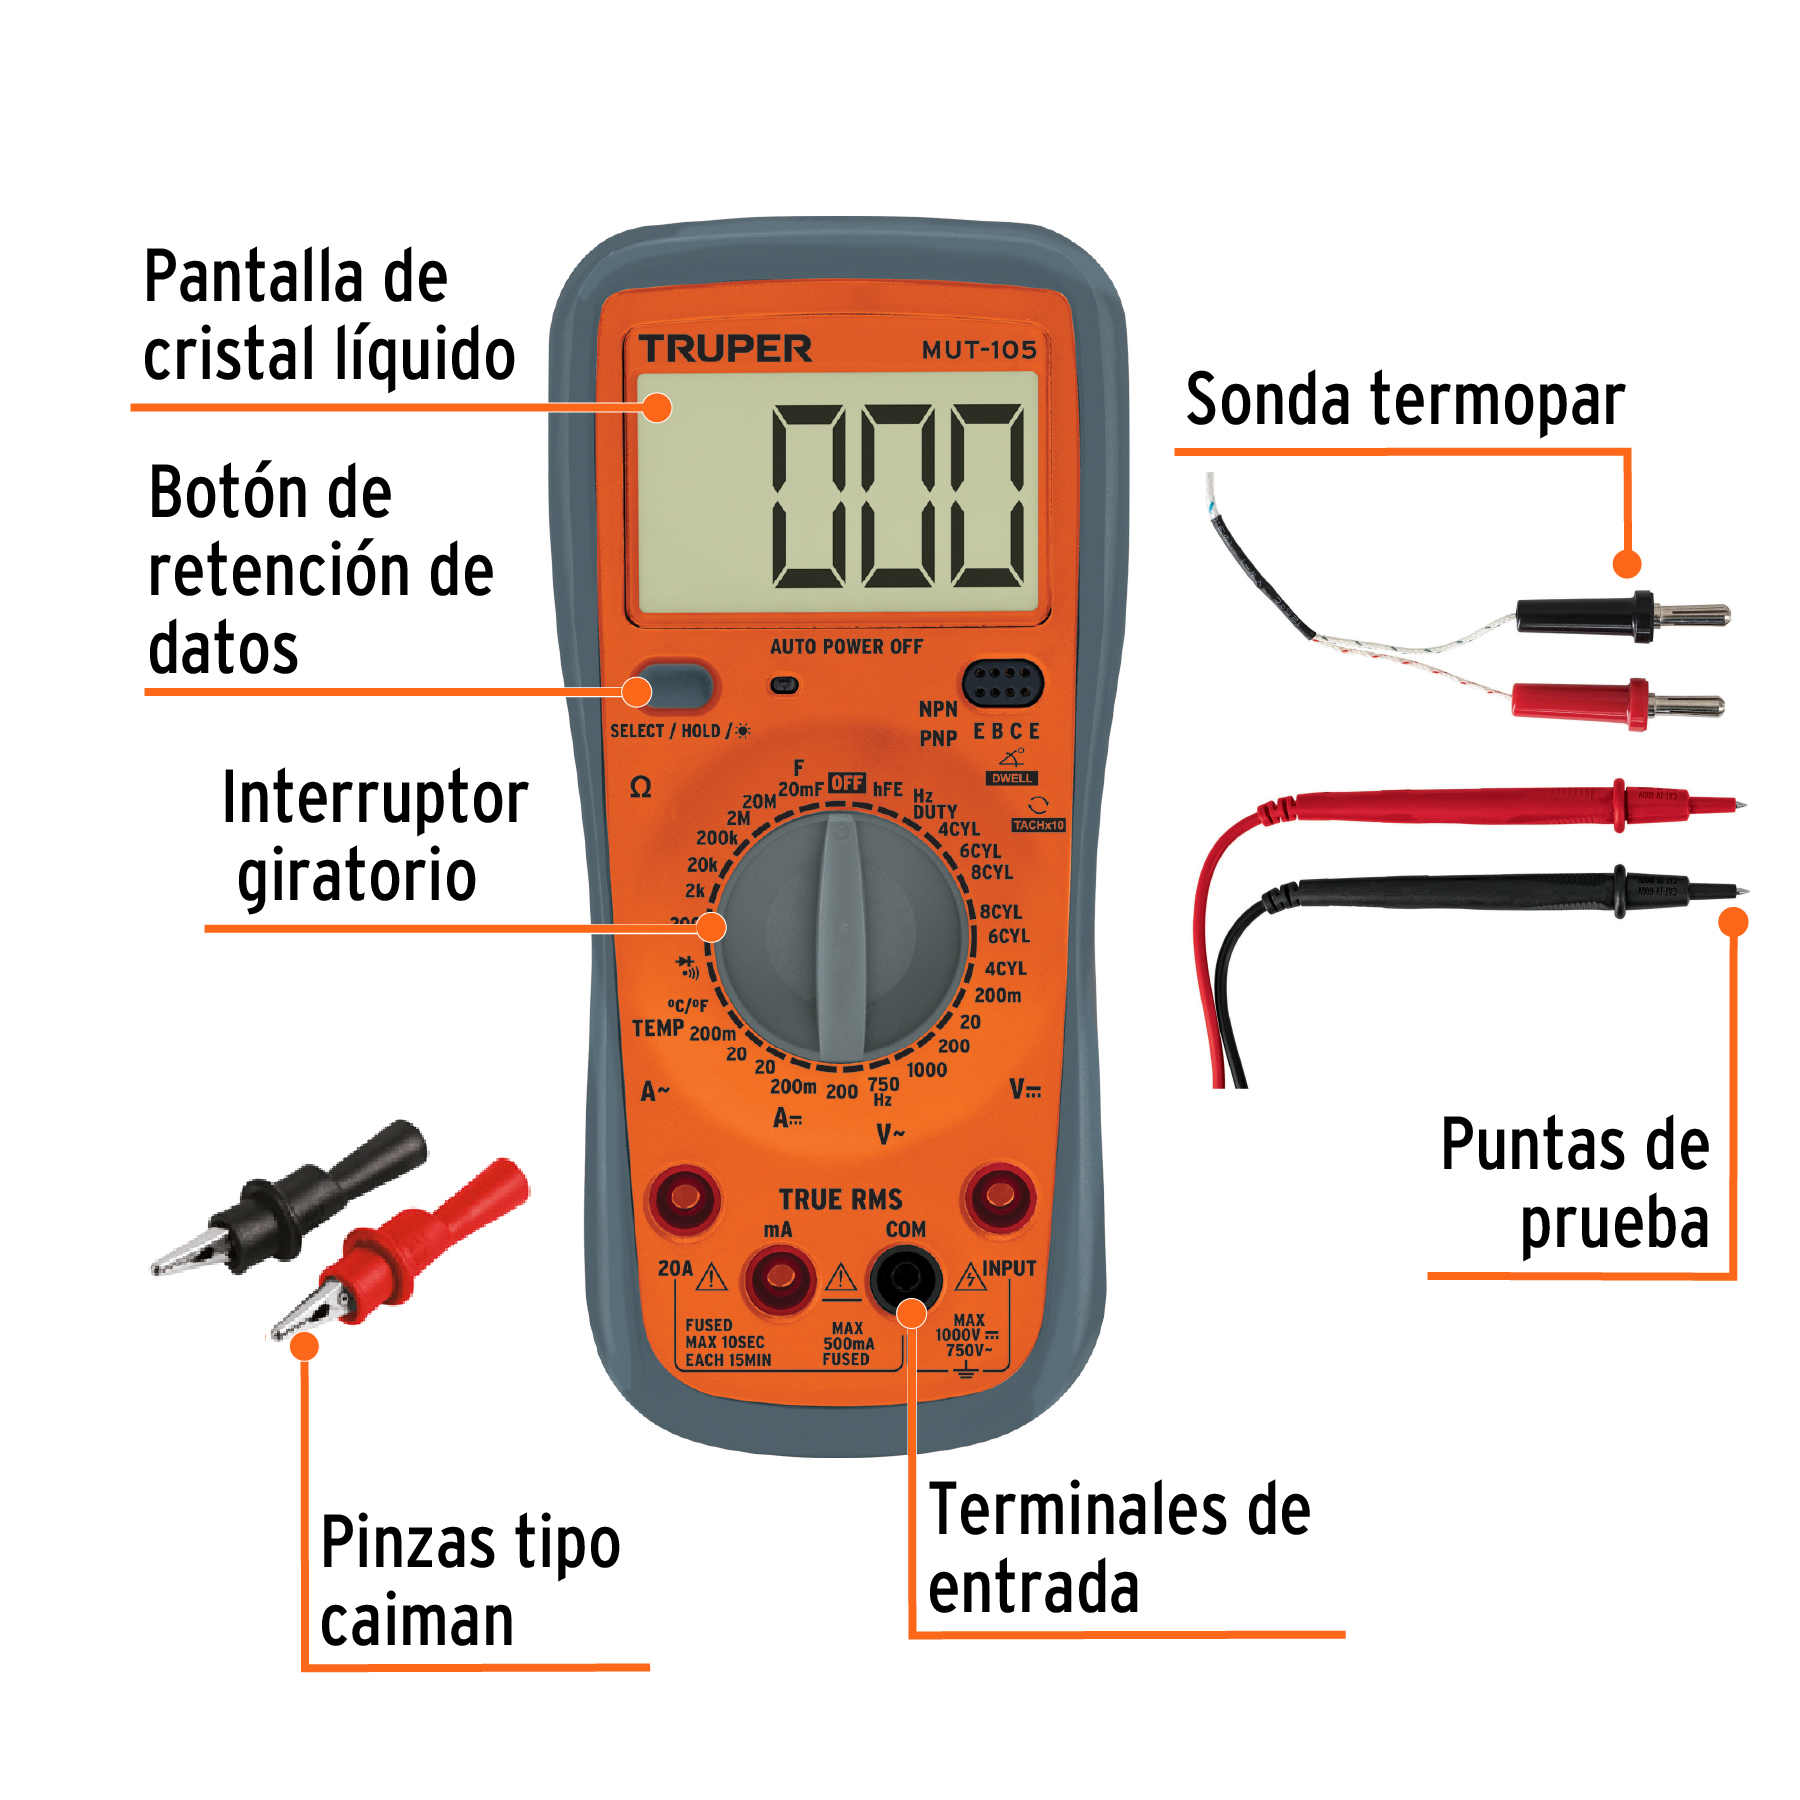 Pantalla de
cristal líquido
Botón de
retención de
datos
Interruptor
giratorio
Sonda termopar
Puntas de
prueba
Pinzas tipo
caiman
Terminales de
entrada
TRUPER MUT-105
000
AUTO POWER OFF
SELECT / HOLD /
NPN
PNP
E B C E
DWELL
TACHx10
Ω
F
20mF
OFF
hFE
Hz
DUTY
4CYL
6CYL
8CYL
8CYL
6CYL
4CYL
200m
20
200
1000
V⎓
750
Hz
V~
200
200m
A⎓
20
20
200m
A~
TEMP
ºC/ºF
2k
20k
200k
2M
20M
TRUE RMS
mA
COM
20A
INPUT
FUSED
MAX 10SEC
EACH 15MIN
MAX
500mA
FUSED
MAX
1000V⎓
750V~